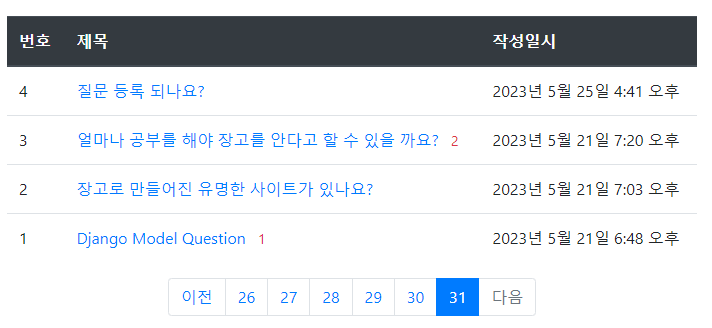 번호 제목 작성일시
4 질문 등록 되나요? 2023년 5월 25일 4:41 오후
3 얼마나 공부를 해야 장고를 안다고 할 수 있을 까요? 2 2023년 5월 21일 7:20 오후
2 장고로 만들어진 유명한 사이트가 있나요? 2023년 5월 21일 7:03 오후
1 Django Model Question 1 2023년 5월 21일 6:48 오후
이전 26 27 28 29 30 31 다음